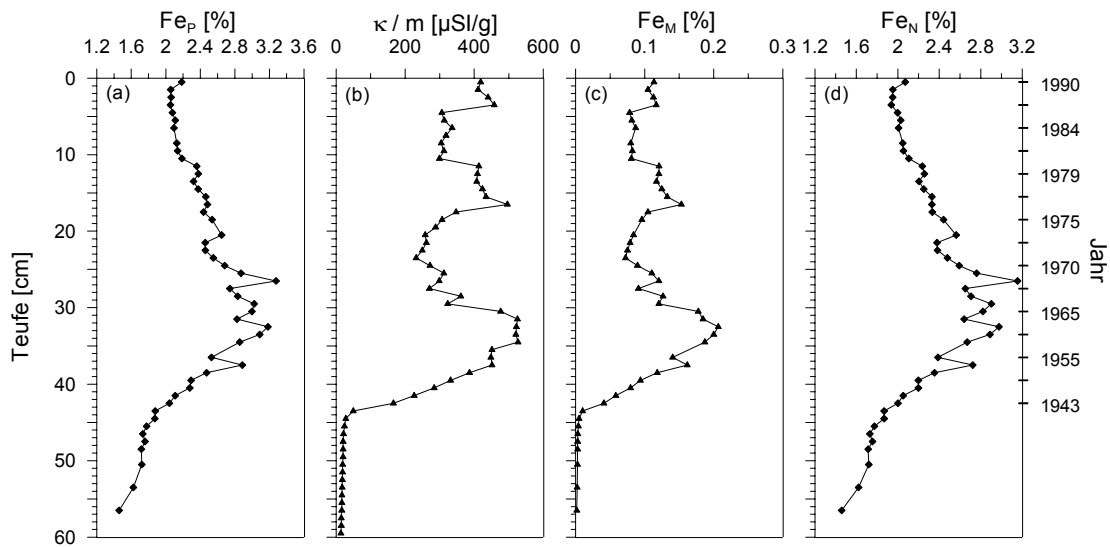 Fe_P [%]
κ / m [µSI/g]
Fe_M [%]
Fe_N [%]
1.2 1.6 2 2.4 2.8 3.2 3.6
0 200 400 600
0 0.1 0.2 0.3
1.2 1.6 2 2.4 2.8 3.2
(a)
(b)
(c)
(d)
0
10
20
30
40
50
60
Teufe [cm]
1990
1984
1979
1975
1970
1965
1955
1943
Jahr